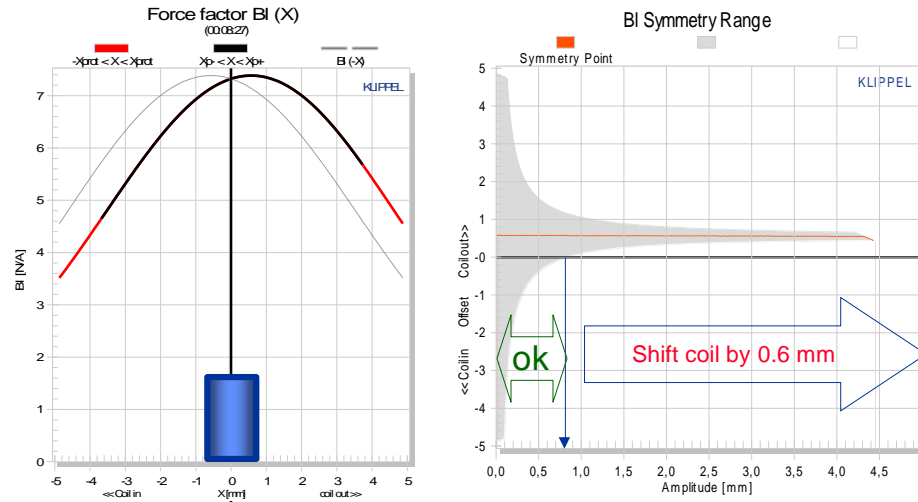 Force factor Bl (X)
(00:08:27)
-Xprot < X < Xprot Xp- < X < Xp+ Bl (-X)
KLIPPEL
7
6
5
4
3
2
1
0
Bl [N/A]
-5 -4 -3 -2 -1 0 1 2 3 4 5
<< Coil in X [mm] coil out >>
Bl Symmetry Range
Symmetry Point
KLIPPEL
5
4
3
2
1
-0
-1
-2
-3
-4
-5
<< Coil in Offset Coil out >>
ok
Shift coil by 0.6 mm
0,0 0,5 1,0 1,5 2,0 2,5 3,0 3,5 4,0 4,5
Amplitude [mm]